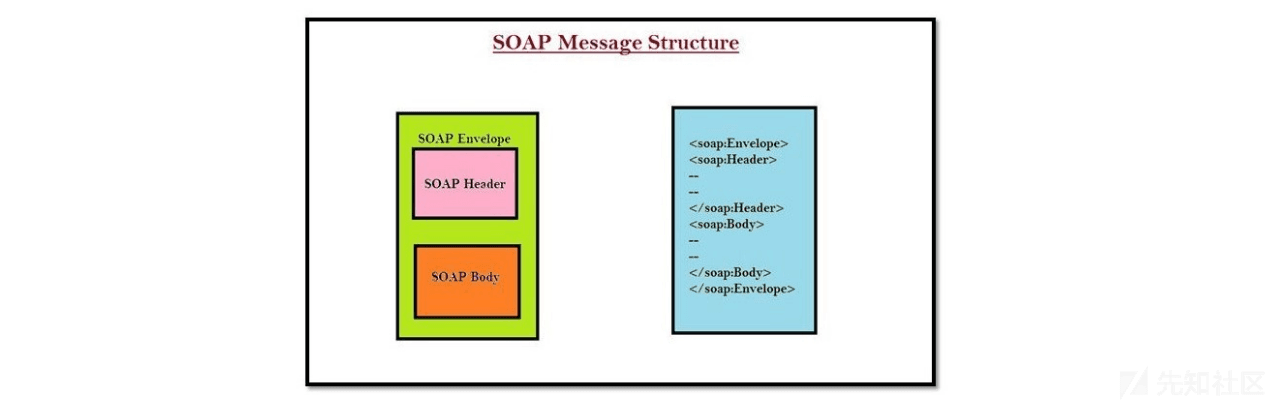 SOAP Message Structure
SOAP Envelope
SOAP Header
SOAP Body
<soap:Envelope>
<soap:Header>
--
--
</soap:Header>
<soap:Body>
--
--
</soap:Body>
</soap:Envelope>
先知社区